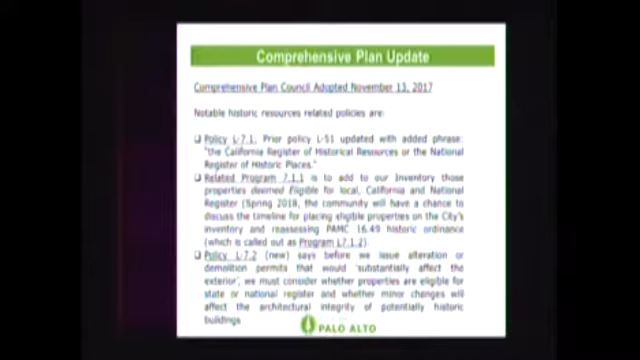 Comprehensive Plan Update
Comprehensive Plan Council Adopted November 13, 2017
Notable historic resources related policies are:
❑ Policy L-7.1. Prior policy L-51 updated with added phrase:
"the California Register of Historical Resources or the National
Register of Historic Places."
❑ Related Program 7.1.1 is to add to our Inventory those
properties deemed Eligible for local, California and National
Register (Spring 2018, the community will have a chance to
discuss the timeline for placing eligible properties on the City's
inventory and reassessing PAMC 16.49 historic ordinance
(which is called out as Program L7.1.2)
❑ Policy L-7.2 (new) says before we issue alteration or
demolition permits that would 'substantially affect the
exterior', we must consider whether properties are eligible for
state or national register and whether minor changes will
affect the architectural integrity of potentially historic
buildings
PALO ALTO